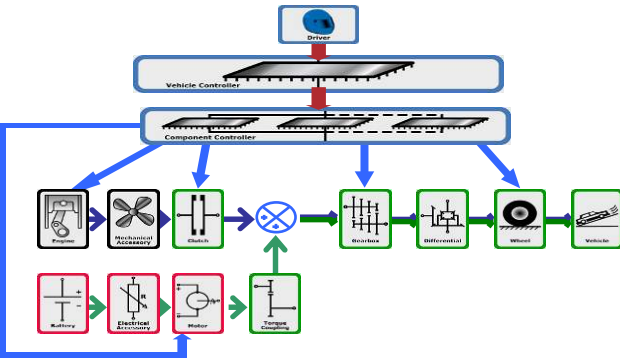 Driver
Vehicle Controller
Component Controller
Engine
Mechanical
Accessory
Clutch
Gearbox
Differential
Wheel
Vehicle
Battery
Electrical
Accessory
R
Motor
Torque
Coupling